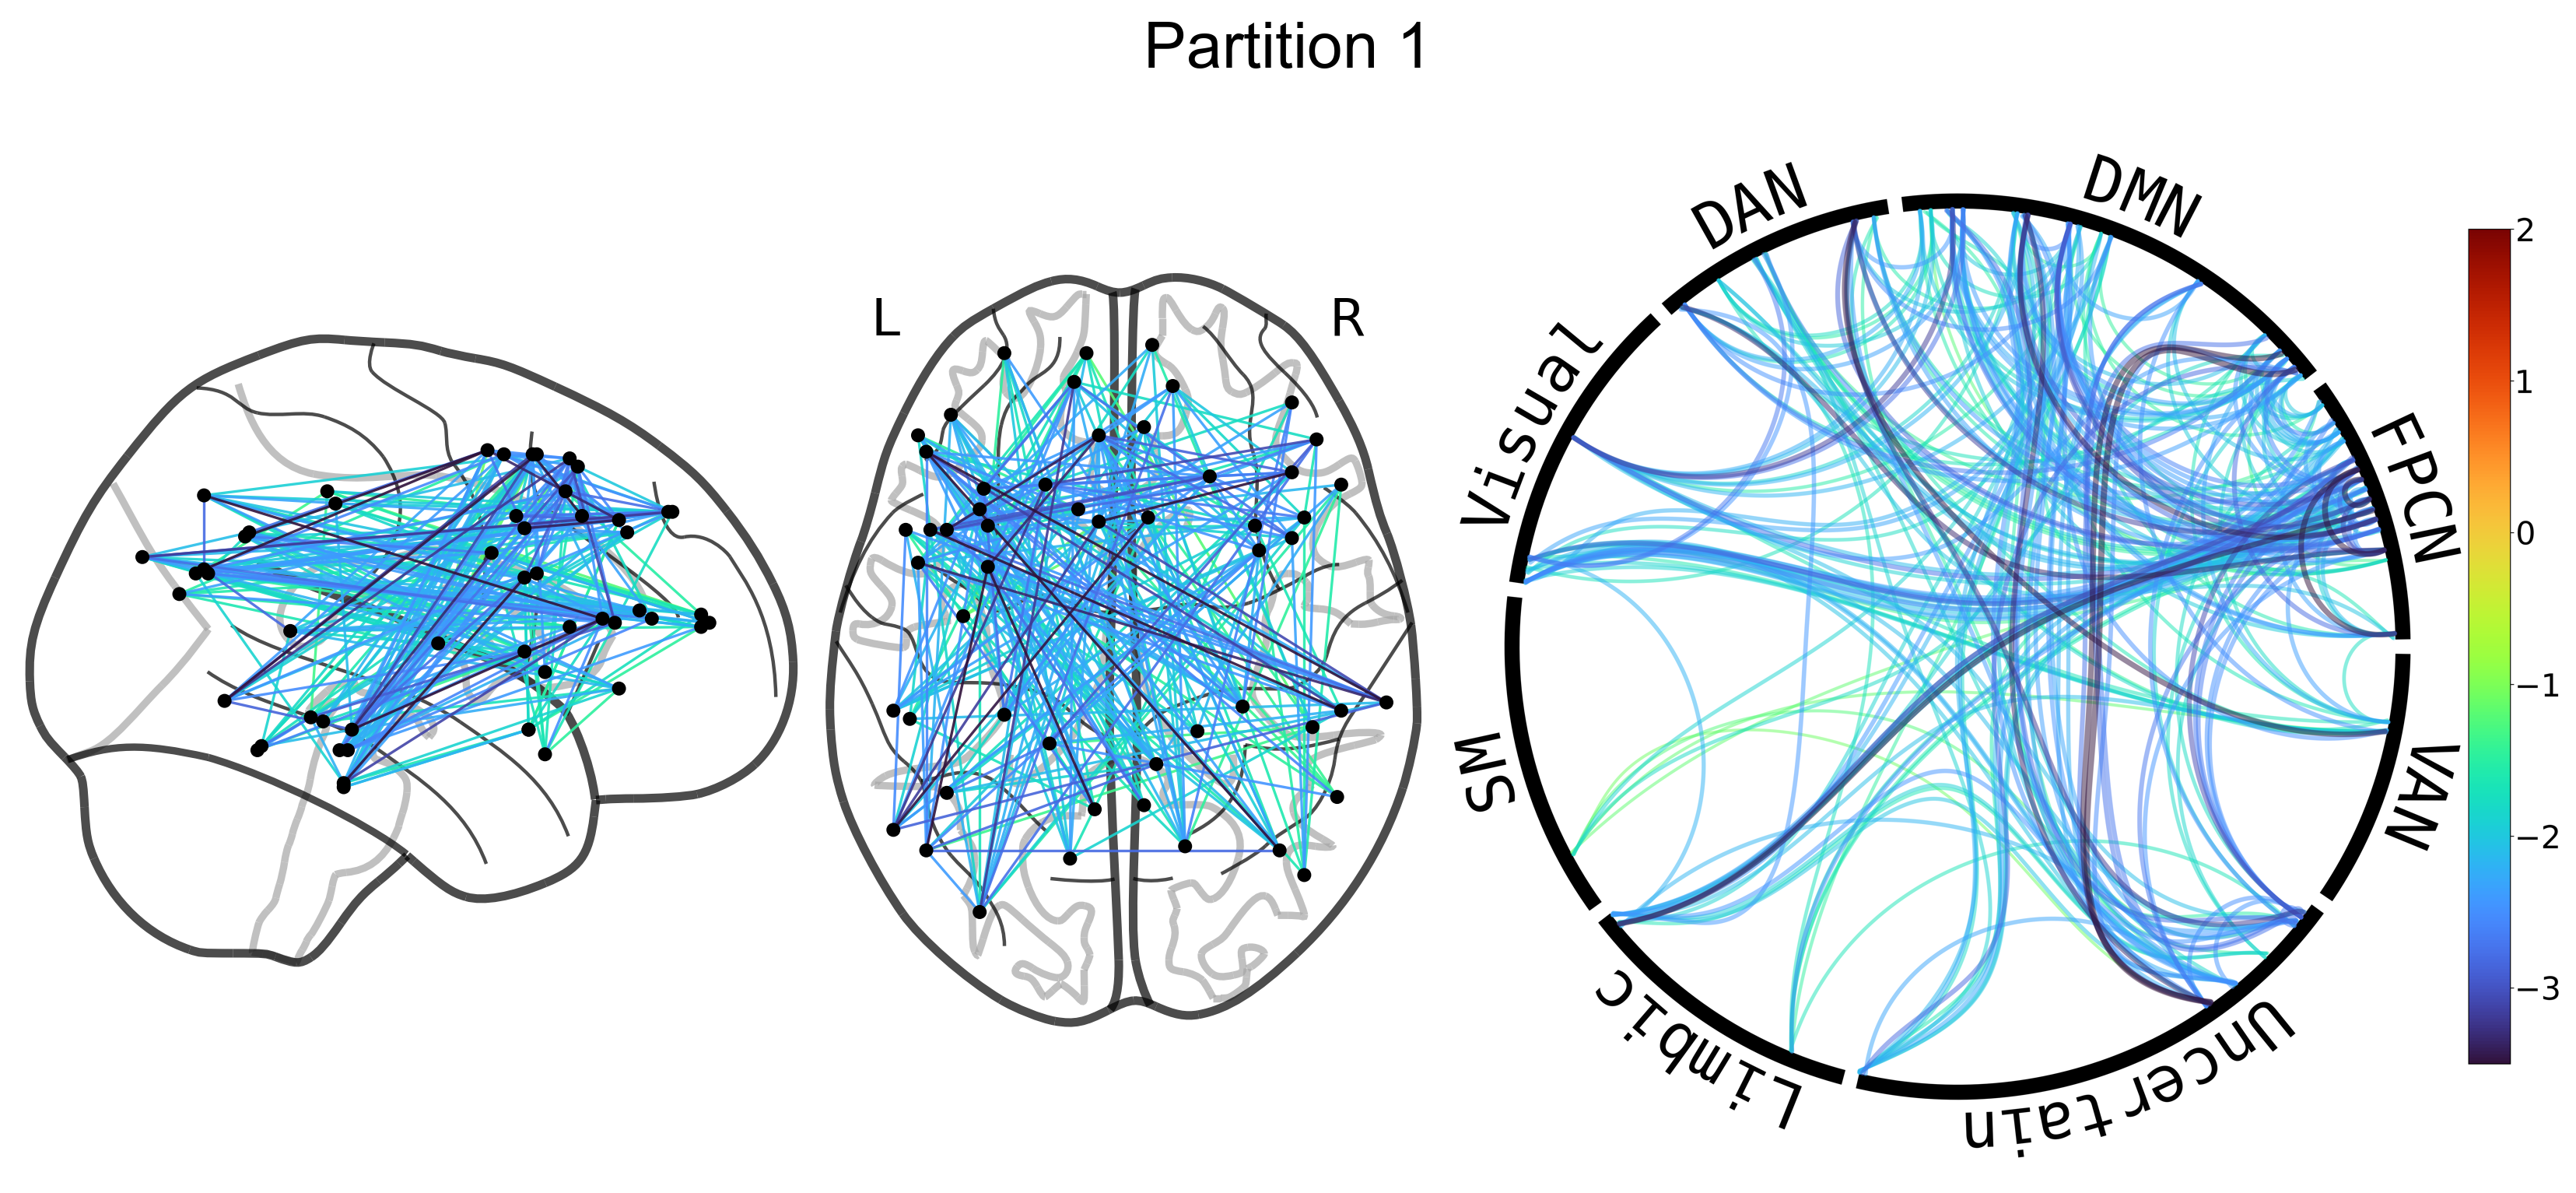 Partition 1
L
R
DAN
DMN
Visual
FPCN
SM
VAN
Limbic
Uncertain
2
1
0
−1
−2
−3